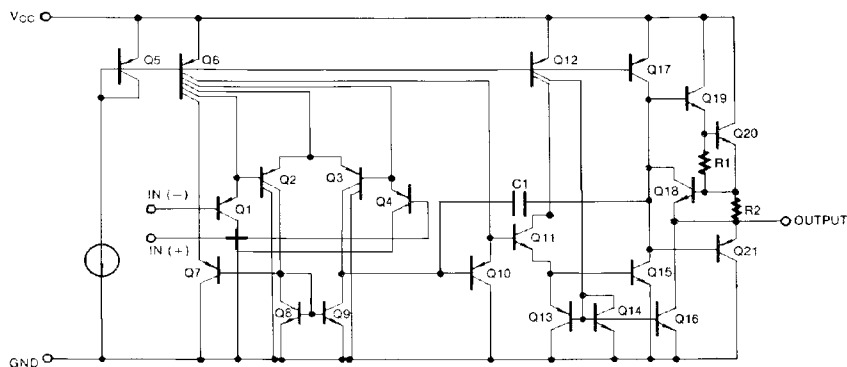 VCC
Q5
Q6
Q12
Q17
Q19
Q20
R1
Q2
Q3
C1
Q18
Q4
R2
IN (−)
Q1
OUTPUT
IN (+)
Q11
Q7
Q10
Q15
Q21
Q8
Q9
Q13
Q14
Q16
GND